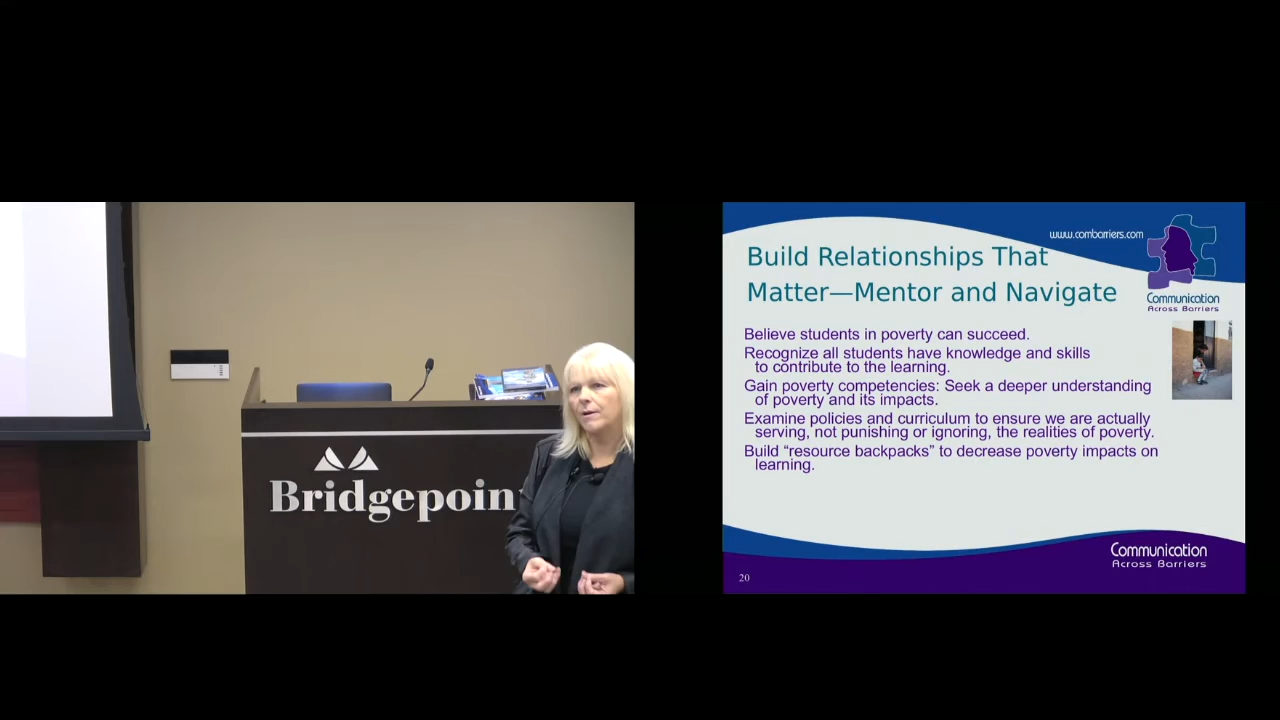 Bridgepoin
www.combarriers.com
Build Relationships That
Matter—Mentor and Navigate
Communication
Across Barriers
Believe students in poverty can succeed.
Recognize all students have knowledge and skills
to contribute to the learning.
Gain poverty competencies: Seek a deeper understanding
of poverty and its impacts.
Examine policies and curriculum to ensure we are actually
serving, not punishing or ignoring, the realities of poverty.
Build “resource backpacks” to decrease poverty impacts on
learning.
Communication
Across Barriers
20